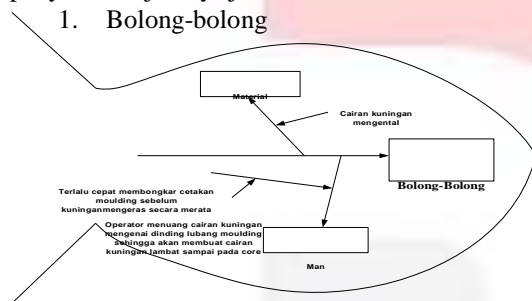 1. Bolong-bolong
Material
Cairan kuningan
mengental
Bolong-Bolong
Terlalu cepat membongkar cetakan
moulding sebelum
kuninganmengeras secara merata
Operator menuang cairan kuningan
mengenai dinding lubang moulding
sehingga akan membuat cairan
kuningan lambat sampai pada core
Man